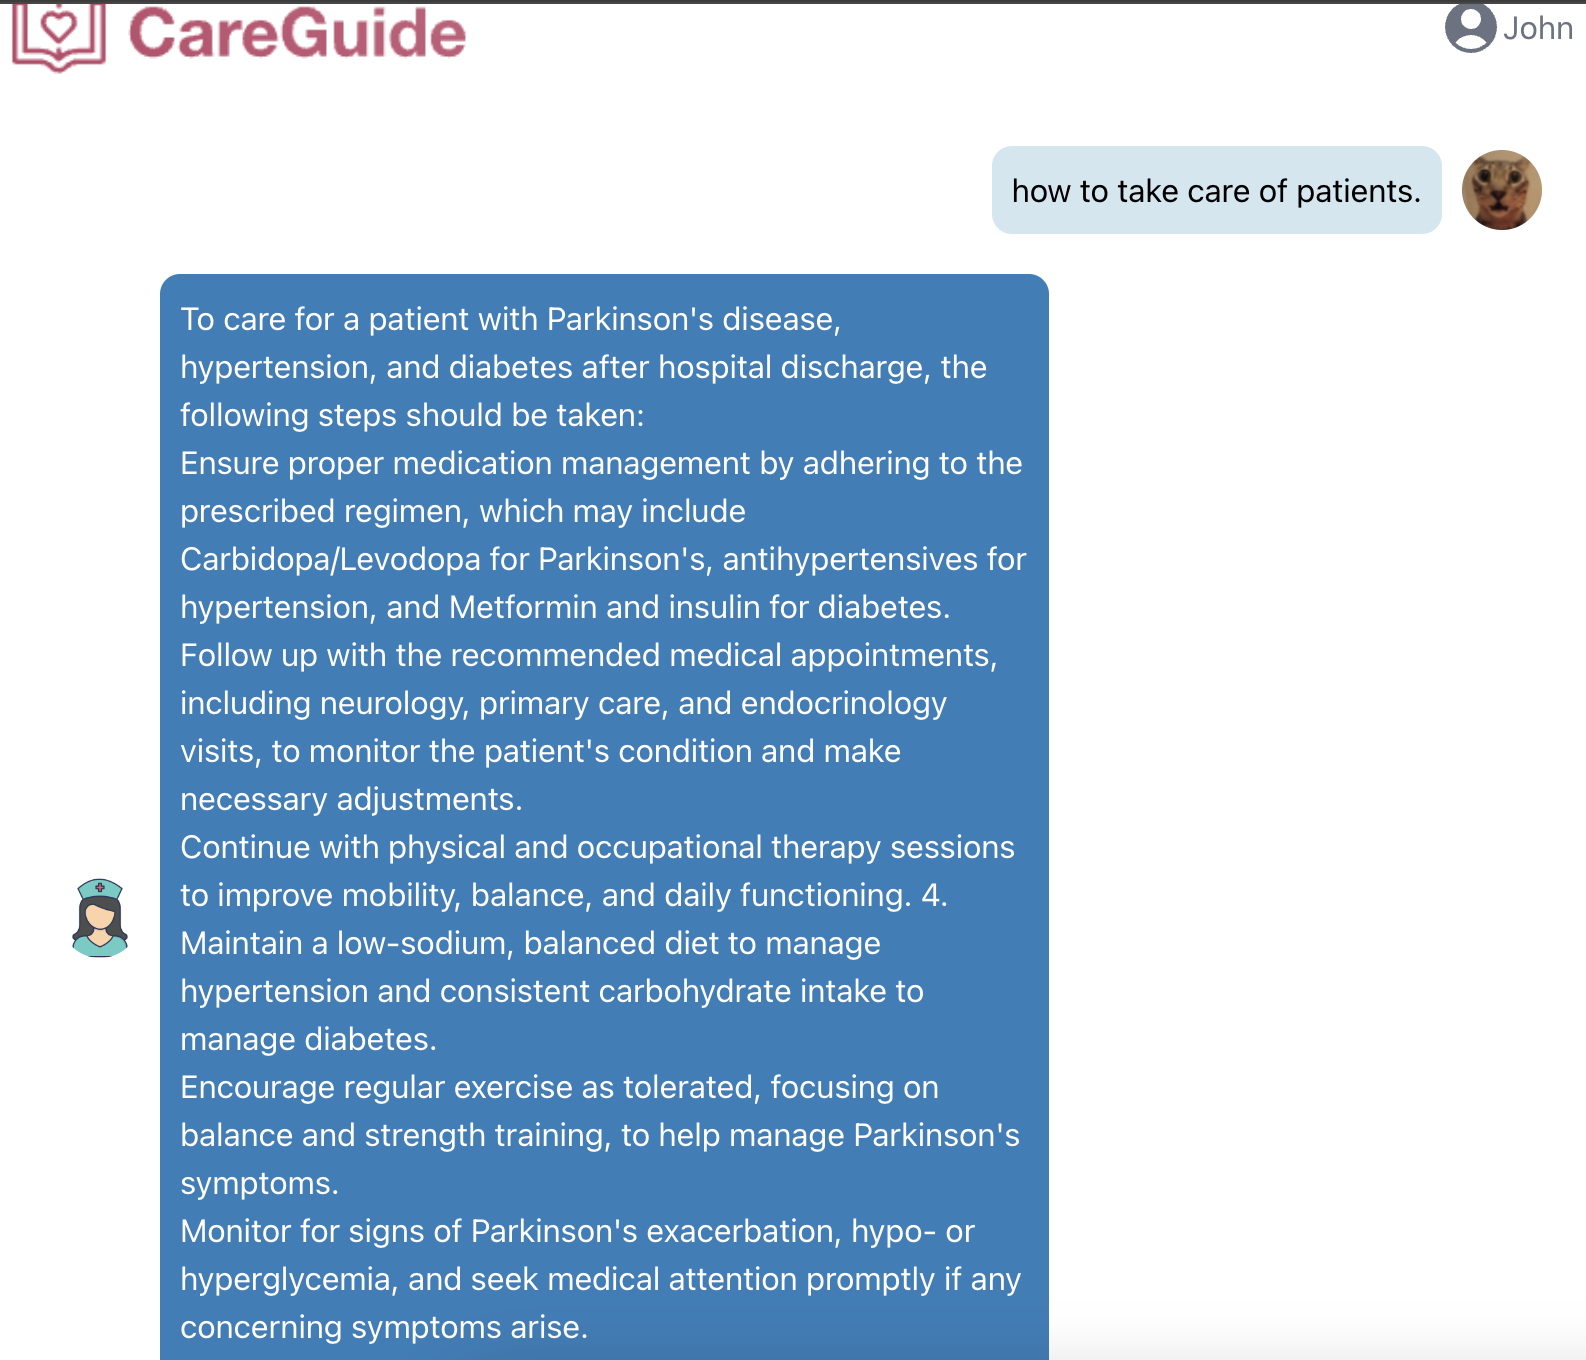 CareGuide
John
how to take care of patients.
To care for a patient with Parkinson's disease,
hypertension, and diabetes after hospital discharge, the
following steps should be taken:
Ensure proper medication management by adhering to the
prescribed regimen, which may include
Carbidopa/Levodopa for Parkinson's, antihypertensives for
hypertension, and Metformin and insulin for diabetes.
Follow up with the recommended medical appointments,
including neurology, primary care, and endocrinology
visits, to monitor the patient's condition and make
necessary adjustments.
Continue with physical and occupational therapy sessions
to improve mobility, balance, and daily functioning. 4.
Maintain a low-sodium, balanced diet to manage
hypertension and consistent carbohydrate intake to
manage diabetes.
Encourage regular exercise as tolerated, focusing on
balance and strength training, to help manage Parkinson's
symptoms.
Monitor for signs of Parkinson's exacerbation, hypo- or
hyperglycemia, and seek medical attention promptly if any
concerning symptoms arise.